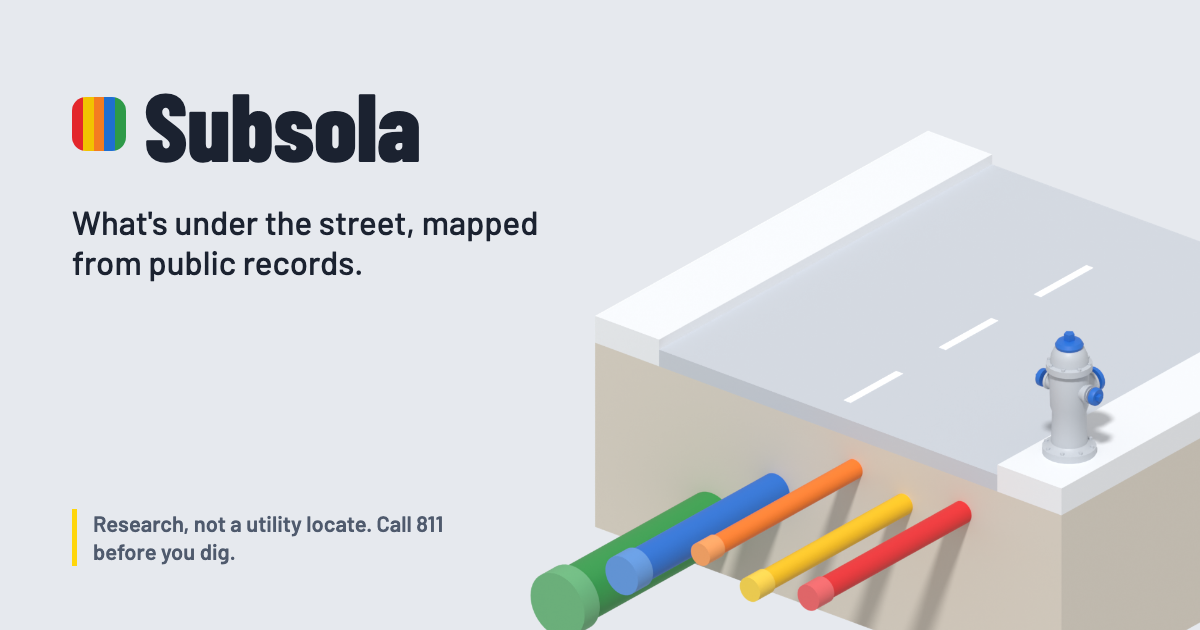 Subsola
What's under the street, mapped
from public records.
Research, not a utility locate. Call 811
before you dig.